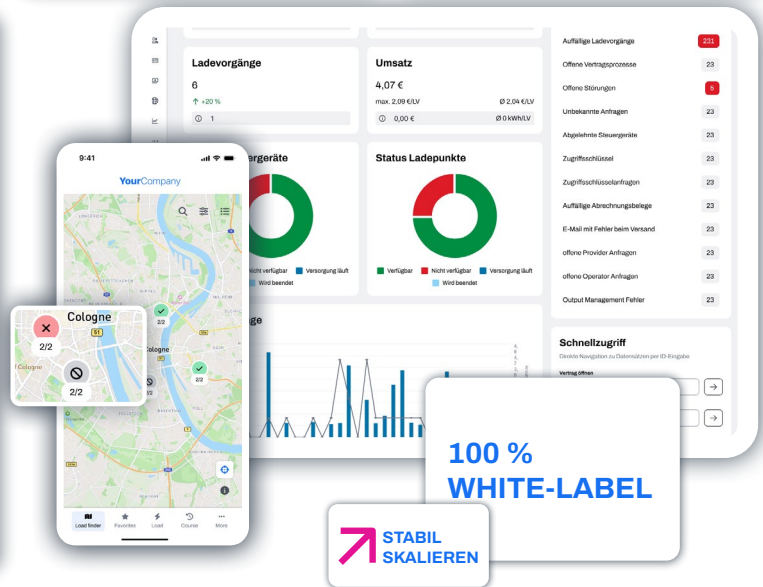 Ladevorgänge
6
+20 %
1
Umsatz
4,07 €
max. 2,09 €/LV
Ø 2,04 €/LV
0,00 €
Ø 0 kWh/LV
Auffällige Ladevorgänge 231
Offene Vertragsprozesse 23
Offene Störungen 5
Unbekannte Anfragen 23
Abgelehnte Steuergeräte 23
Zugriffsschlüssel 23
Zugriffsschlüsselanfragen 23
Auffällige Abrechnungsbelege 23
E-Mail mit Fehler beim Versand 23
offene Provider Anfragen 23
offene Operator Anfragen 23
Output Management Fehler 23
ergeräte
Nicht verfügbar
Versorgung läuft
Wird beendet
Status Ladepunkte
Verfügbar
Nicht verfügbar
Versorgung läuft
Wird beendet
ge
Schnellzugriff
Direkte Navigation zu Datensätzen per ID-Eingabe
Vertrag öffnen
9:41
YourCompany
2/2
Cologne
2/2
2/2
Cologne
51
2/2
Cologne
2/2
Load finder
Favorites
Load
Course
More
100 %
WHITE-LABEL
STABIL
SKALIEREN